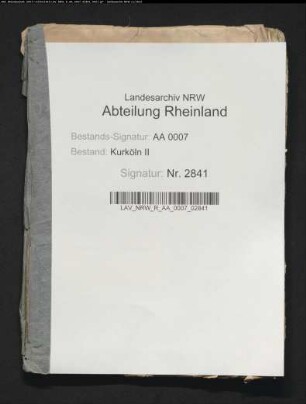 Landesarchiv NRW
Abteilung Rheinland
Bestands-Signatur: AA 0007
Bestand: Kurköln II
Signatur: Nr. 2841
LAV_NRW_R_AA_0007_02841